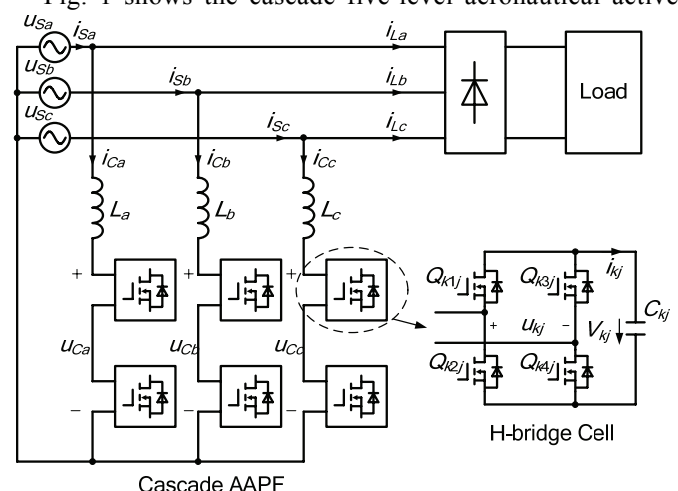 Fig. 1 shows the cascade five-level aeronautical active
uSa iSa iLa
uSb iSb iLb
uSc iSc iLc
Load
iCa iCb iCc
La Lb Lc
+ + +
uCa uCb uCc
− − −
Qk1j Qk3j ikj
+ ukj − Vkj Ckj
Qk2j Qk4j
H-bridge Cell
Cascade AAPF